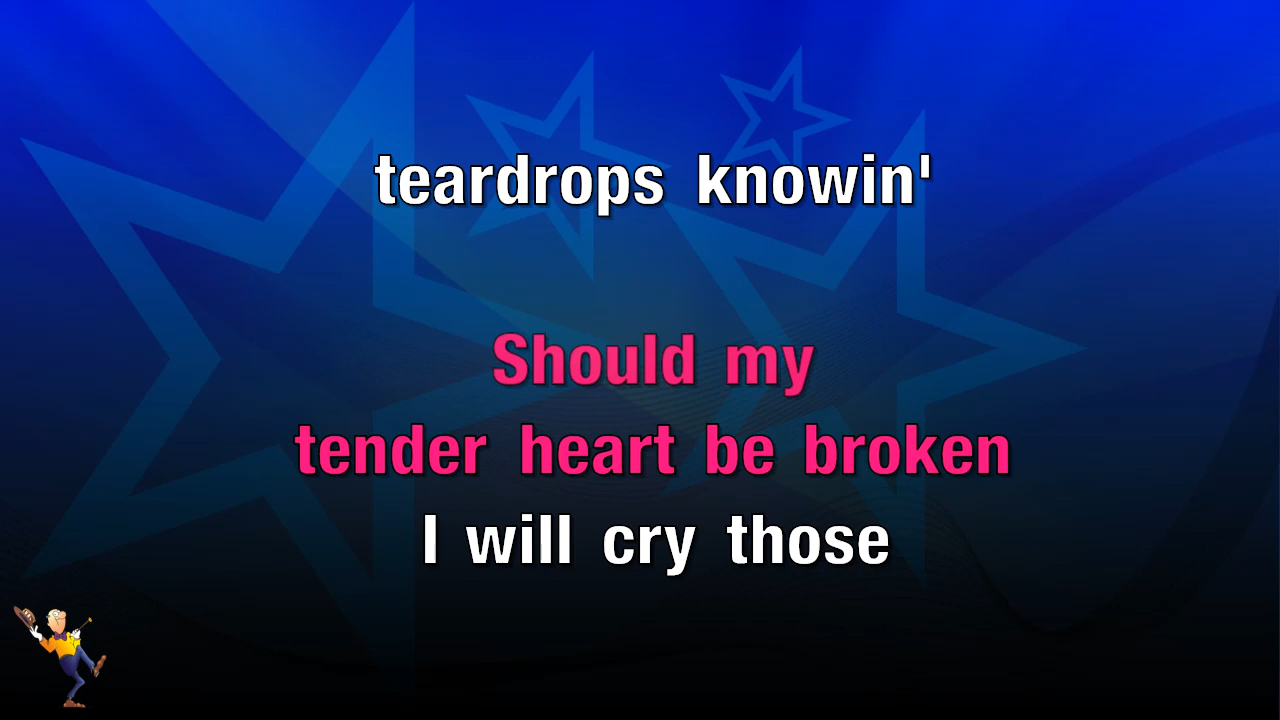 teardrops knowin'
Should my
tender heart be broken
I will cry those